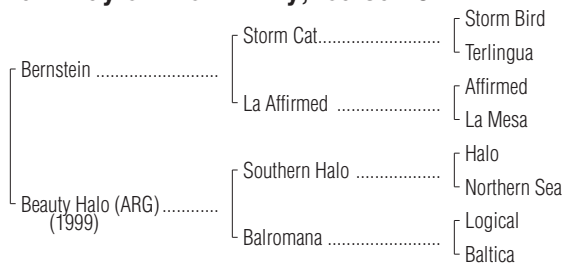 Storm Bird
Storm Cat
Terlingua
Bernstein
Affirmed
La Affirmed
La Mesa
Halo
Southern Halo
Northern Sea
Beauty Halo (ARG)
(1999)
Logical
Balromana
Baltica